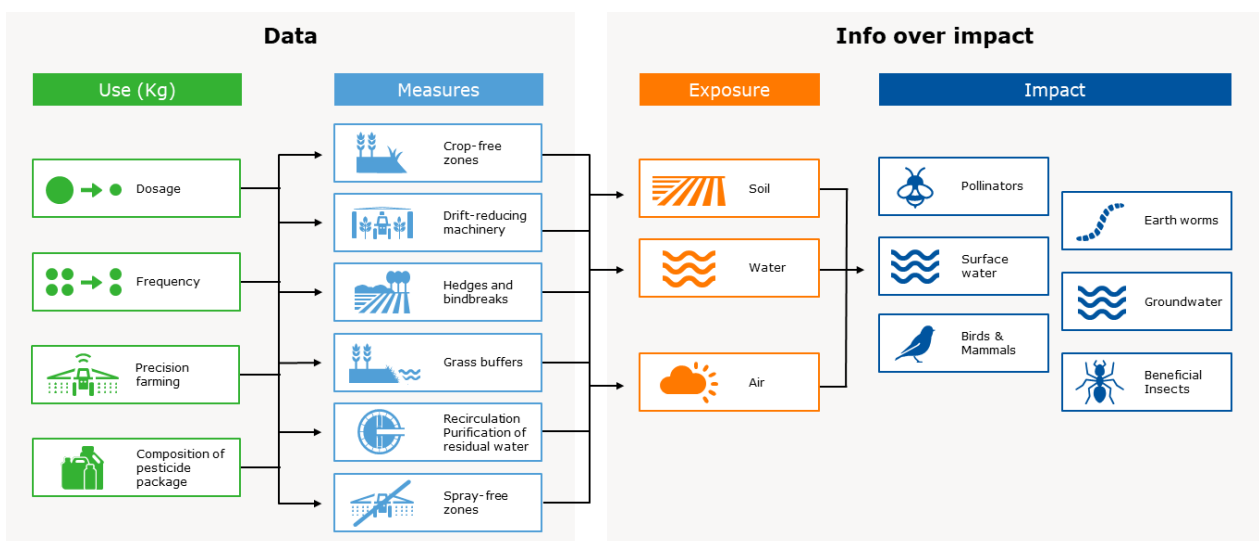 Data
Info over impact
Use (Kg)
Measures
Exposure
Impact
Dosage
Frequency
Precision
farming
Composition of
pesticide
package
Crop-free
zones
Drift-reducing
machinery
Hedges and
bindbreaks
Grass buffers
Recirculation
Purification of
residual water
Spray-free
zones
Soil
Water
Air
Pollinators
Surface
water
Birds &
Mammals
Earth worms
Groundwater
Beneficial
Insects